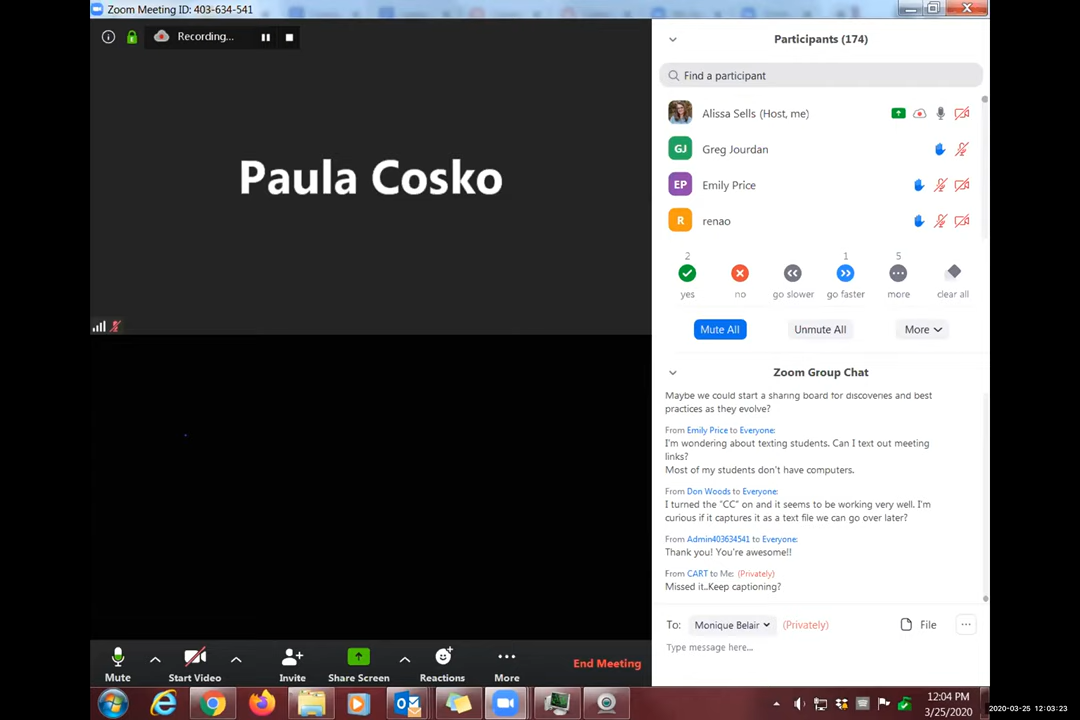 Zoom Meeting ID: 403-634-541
Recording...
Participants (174)
Find a participant
Paula Cosko
Alissa Sells (Host, me)
GJ Greg Jourdan
EP Emily Price
R renao
2 1 5
yes no go slower go faster more clear all
Mute All Unmute All More
Zoom Group Chat
Maybe we could start a sharing board for discoveries and best
practices as they evolve?
From Emily Price to Everyone:
I'm wondering about texting students. Can I text out meeting
links?
Most of my students don't have computers.
From Don Woods to Everyone:
I turned the "CC" on and it seems to be working very well. I'm
curious if it captures it as a text file we can go over later?
From Admin403634541 to Everyone:
Thank you! You're awesome!!
From CART to Me: (Privately)
Missed it..Keep captioning?
To: Monique Belair (Privately) File
Type message here...
Mute Start Video Invite Share Screen Reactions More End Meeting
12:04 PM
3/25/2020
2020-03-25 12:03:23